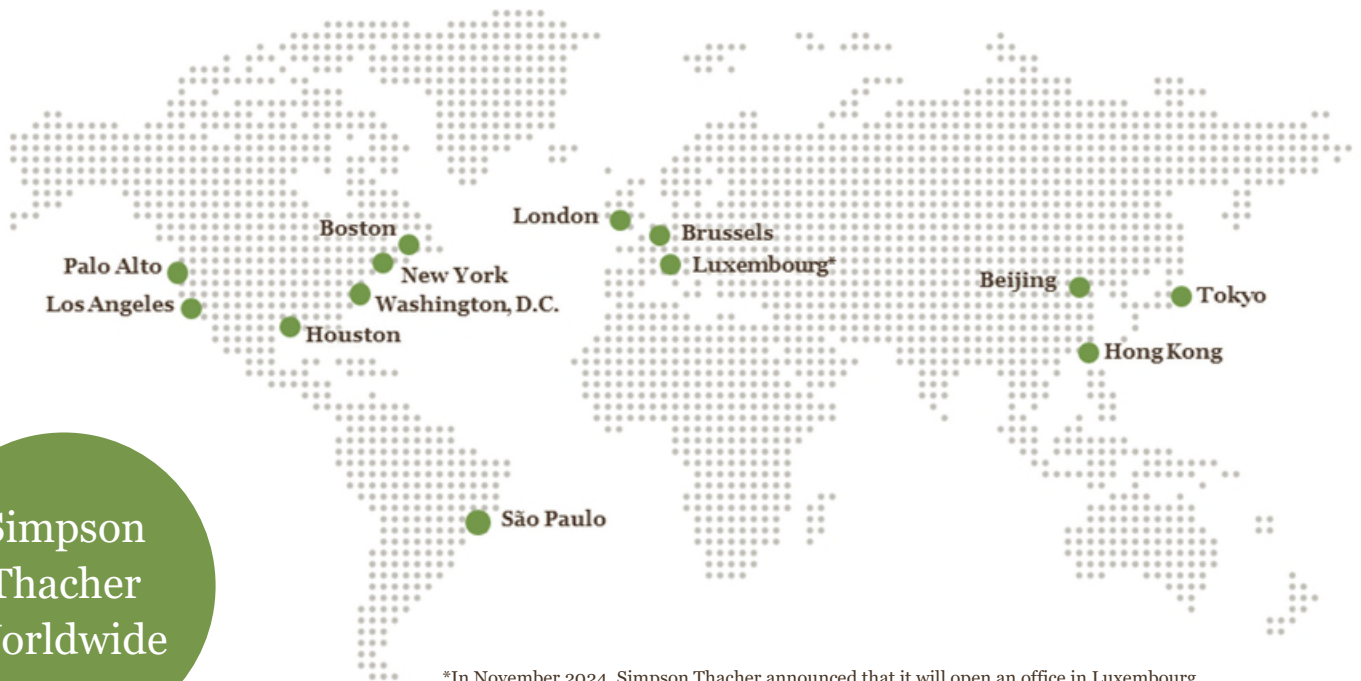 London
Boston
Brussels
Palo Alto
Luxembourg*
New York
Beijing
Los Angeles
Washington, D.C.
Tokyo
Houston
Hong Kong
São Paulo
Simpson
Thacher
Worldwide
*In November 2024, Simpson Thacher announced that it will open an office in Luxembourg